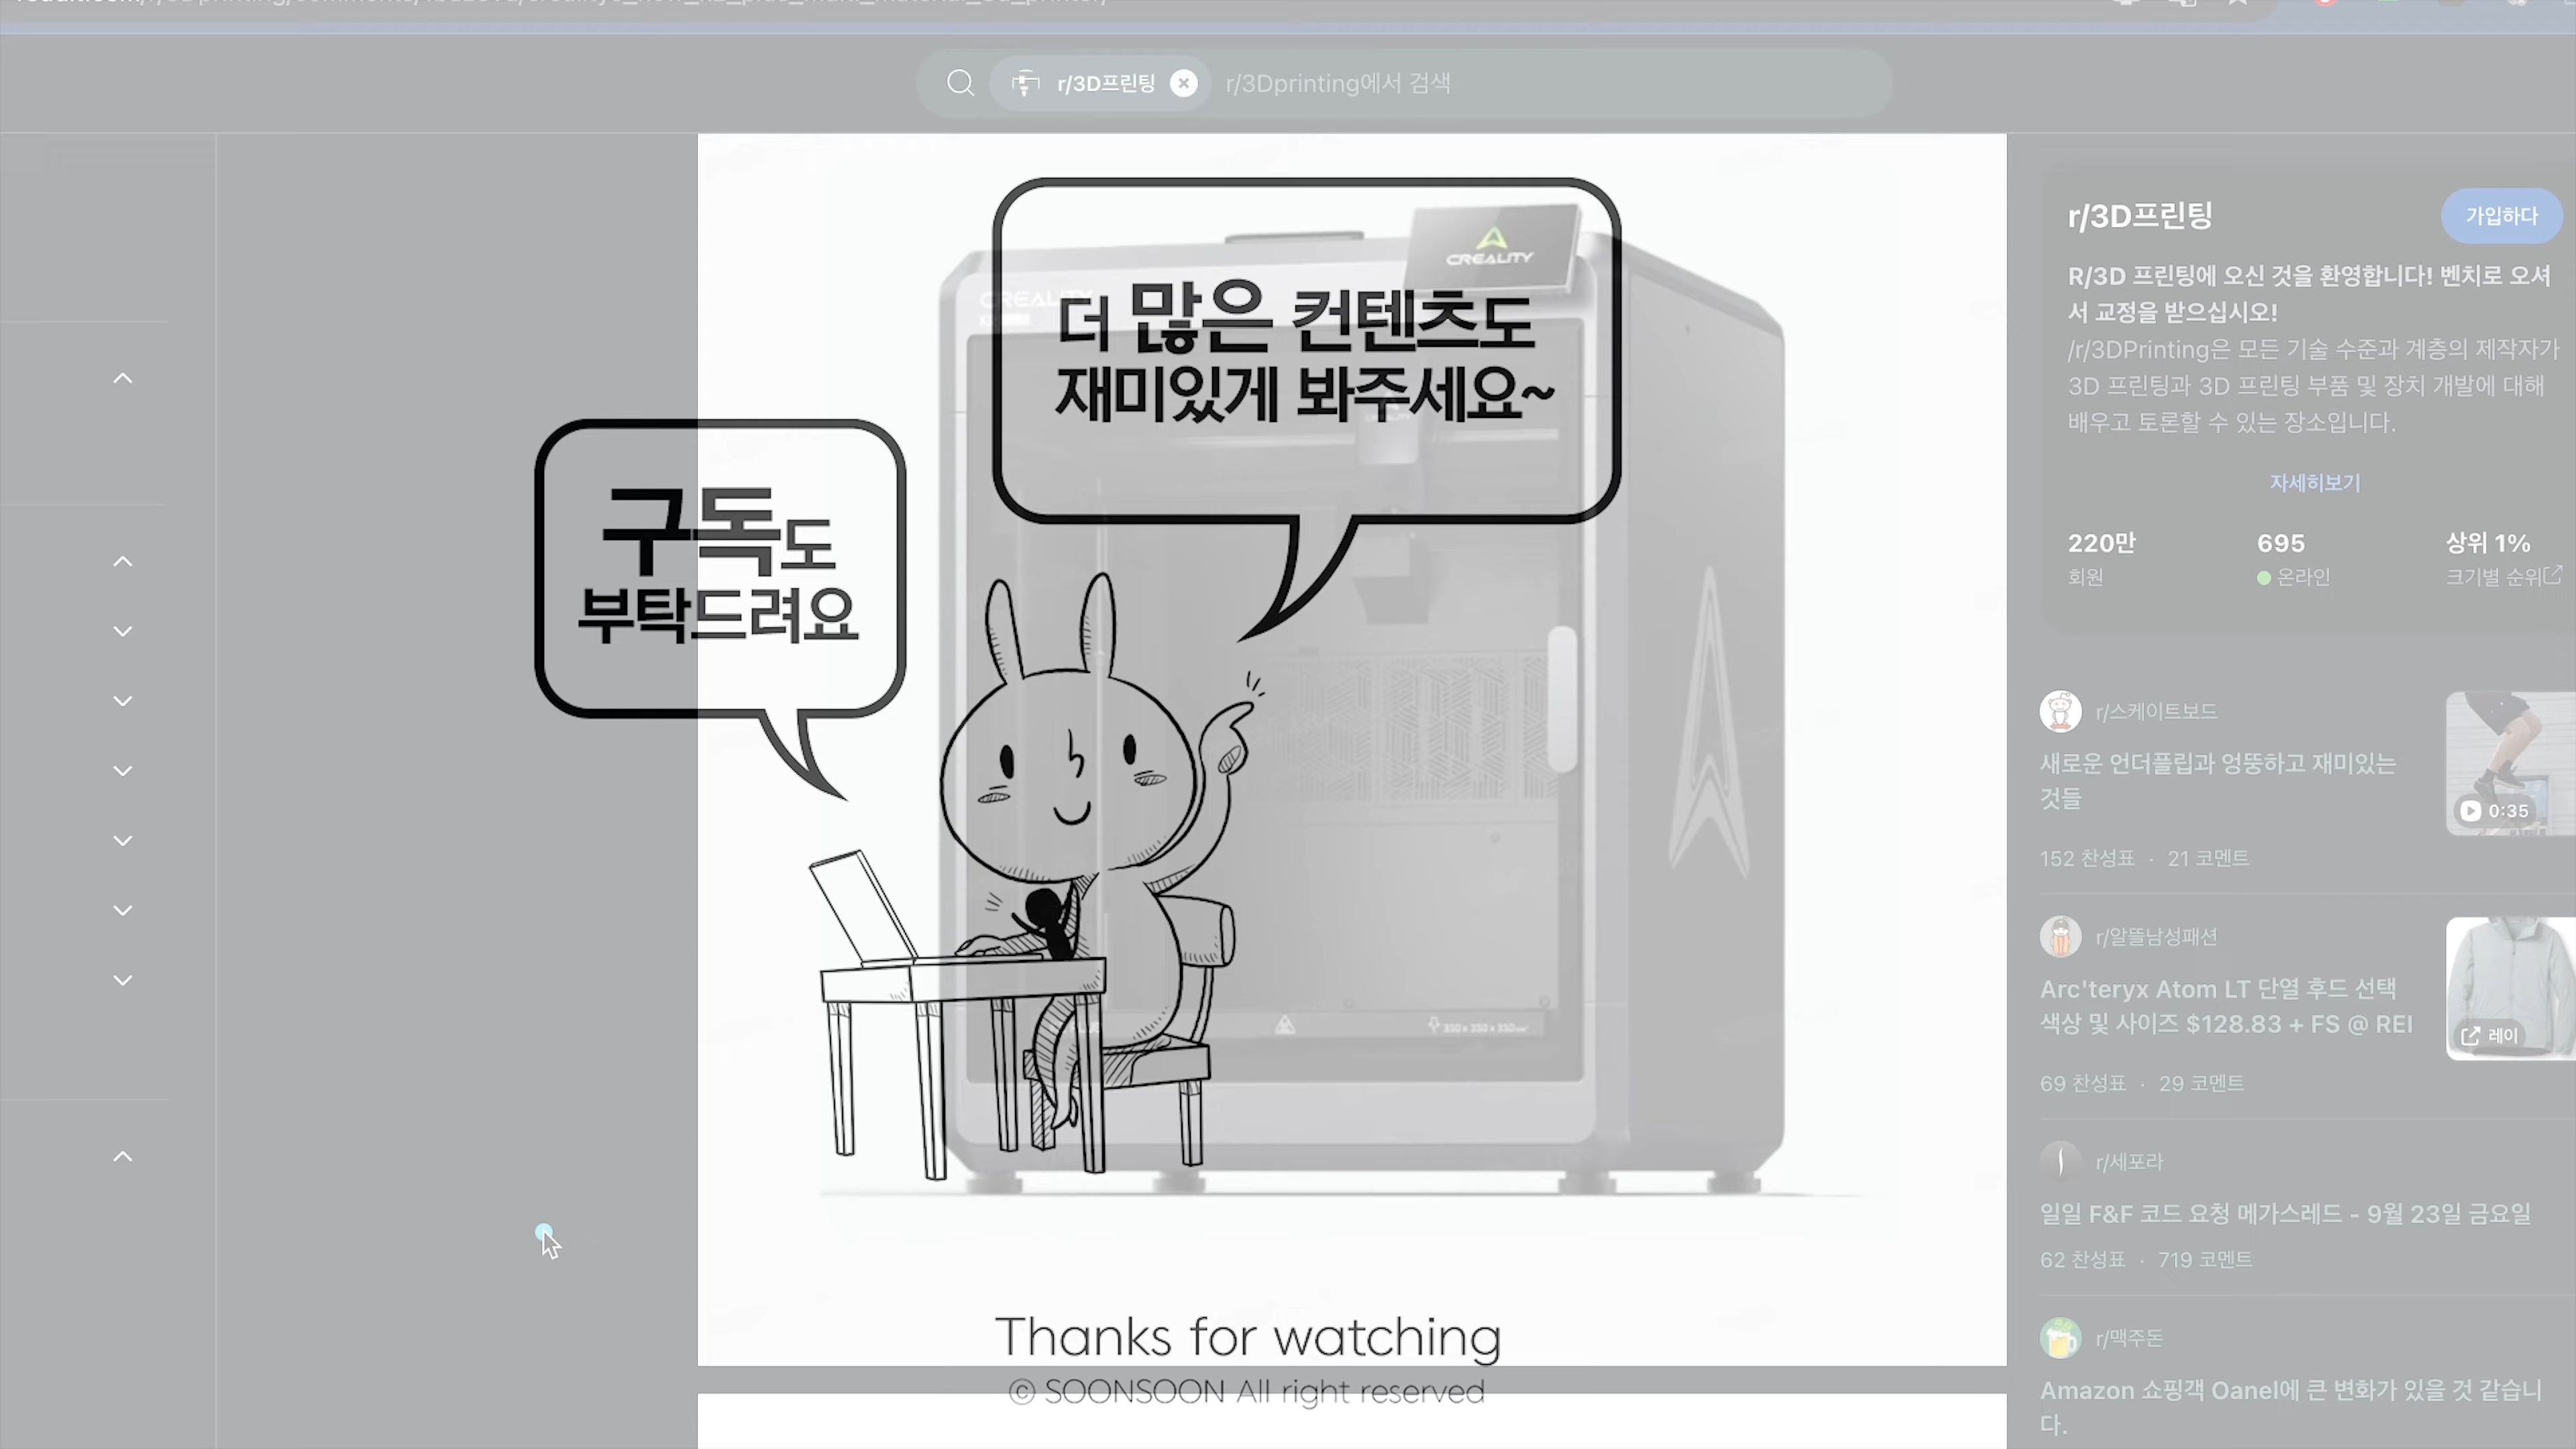 r/3D프린팅
r/3Dprinting에서 검색
CREALITY
CREALITY
더 많은 컨텐츠도
재미있게 봐주세요~
구독도
부탁드려요
350 x 350 x 350
Thanks for watching
© SOONSOON All right reserved
r/3D프린팅
가입하다
R/3D 프린팅에 오신 것을 환영합니다! 벤치로 오셔
서 교정을 받으십시오!
/r/3DPrinting은 모든 기술 수준과 계층의 제작자가
3D 프린팅과 3D 프린팅 부품 및 장치 개발에 대해
배우고 토론할 수 있는 장소입니다.
자세히보기
220만 695 상위 1%
회원 온라인 크기별 순위
r/스케이트보드
새로운 언더플립과 엉뚱하고 재미있는
것들
0:35
152 찬성표 · 21 코멘트
r/알뜰남성패션
Arc'teryx Atom LT 단열 후드 선택
색상 및 사이즈 $128.83 + FS @ REI
레이
69 찬성표 · 29 코멘트
r/세포라
일일 F&F 코드 요청 메가스레드 - 9월 23일 금요일
62 찬성표 · 719 코멘트
r/맥주돈
Amazon 쇼핑객 Oanel에 큰 변화가 있을 것 같습니
다.